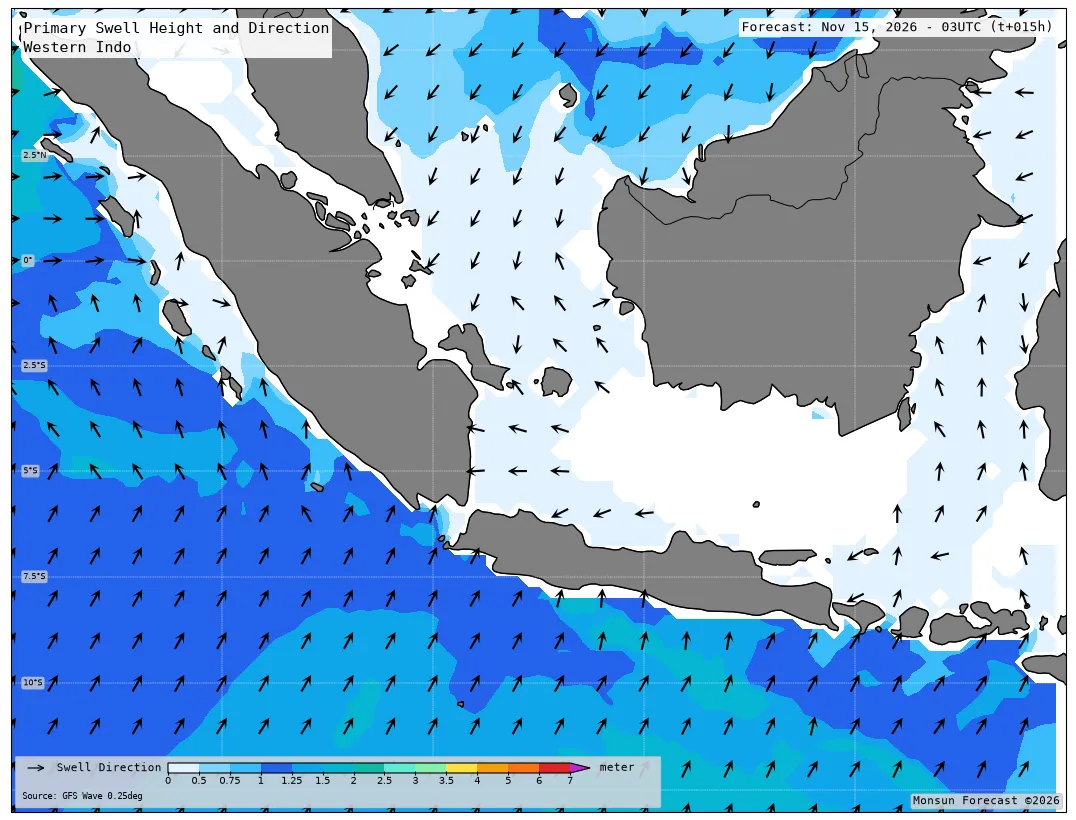 Primary Swell Height and Direction
Western Indo
Forecast: Nov 15, 2026 - 03UTC (t+015h)
2.5°N
0°
2.5°S
5°S
7.5°S
10°S
Swell Direction
0 0.5 0.75 1 1.25 1.5 2 2.5 3 3.5 4 5 6 7
meter
Source: GFS Wave 0.25deg
Monsun Forecast ©2026